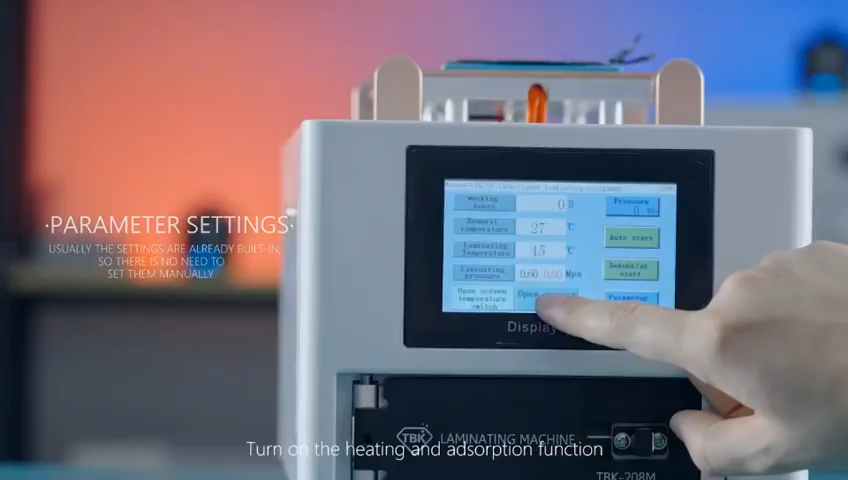 ·PARAMETER SETTINGS·
USUALLY THE SETTINGS ARE ALREADY BUILT-IN,
SO THERE IS NO NEED TO
SET THEM MANUALLY
Working
hours
0 S
temperature
27 ℃
Laminating
Temperature
45 ℃
Laminating
pressure
0.60 0.60 Mpa
Open screen
temperature
switch
Open
Pressure
0
Auto start
Debubbling
start
Parameter
Display
TBK
LAMINATING MACHINE
TBK-208M
Turn on the heating and adsorption function